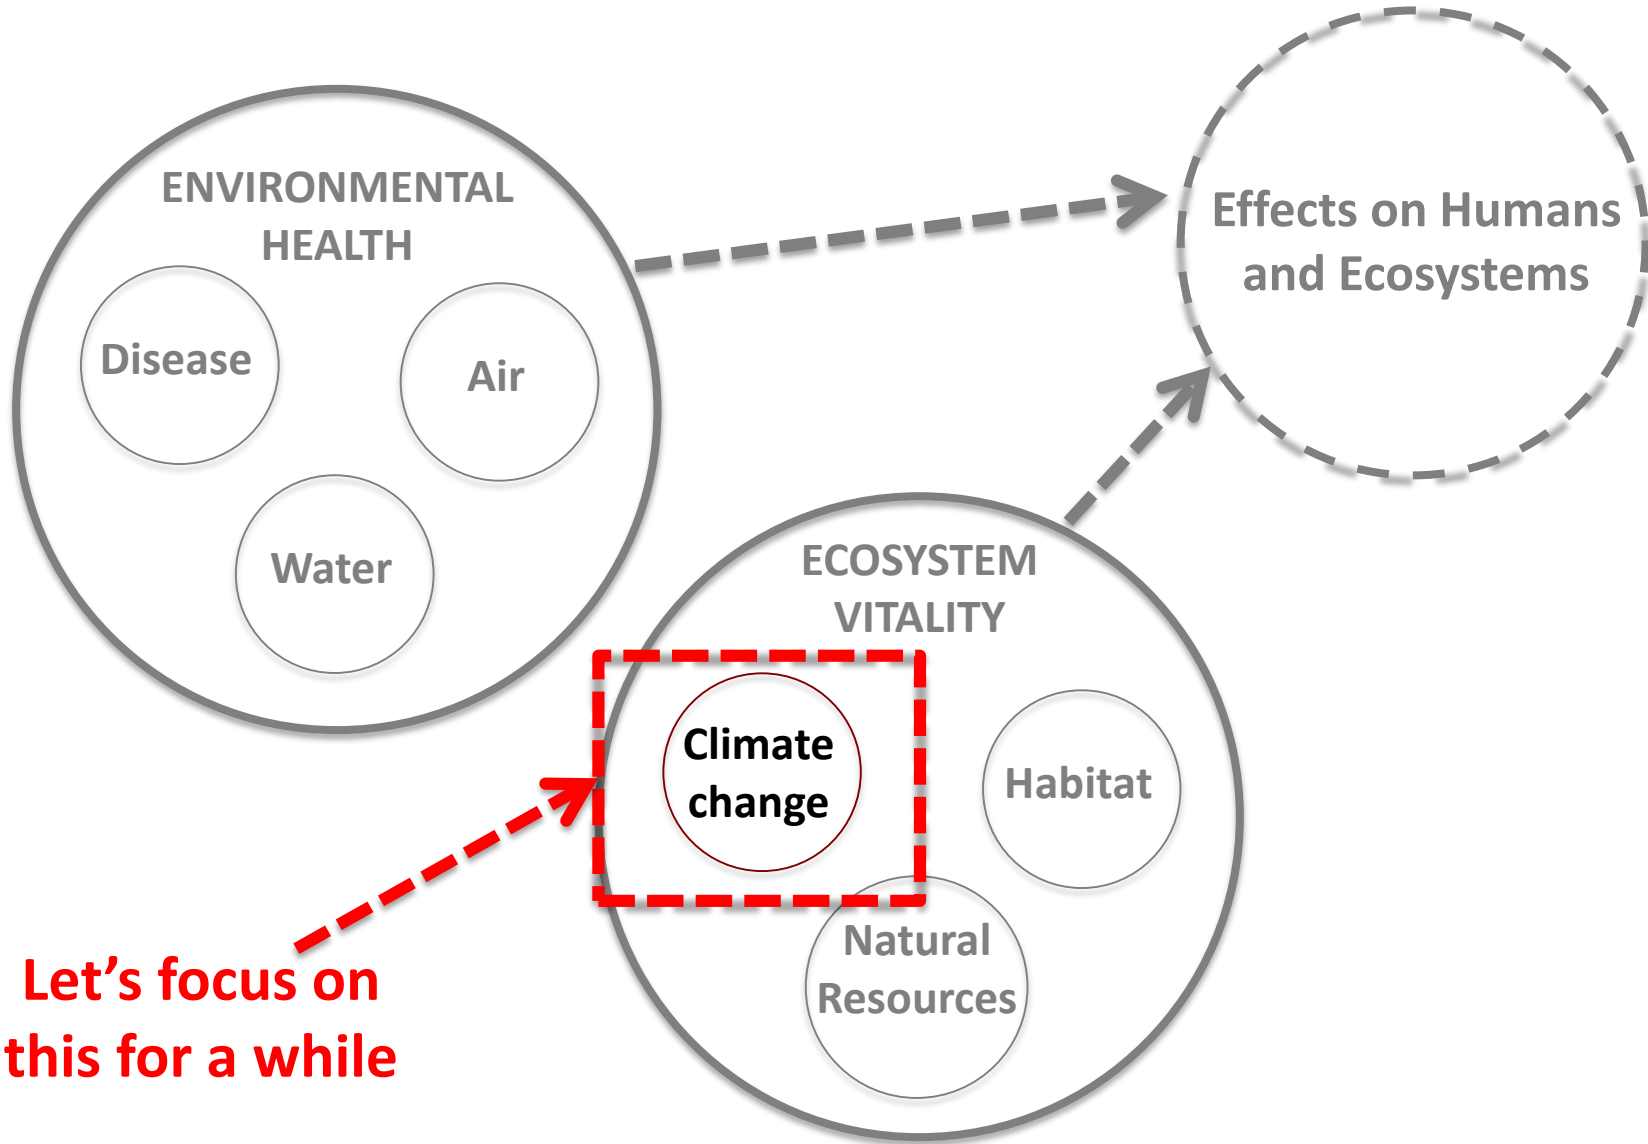 ENVIRONMENTAL
HEALTH
Disease
Air
Water
Effects on Humans
and Ecosystems
ECOSYSTEM
VITALITY
Climate
change
Habitat
Natural
Resources
Let’s focus on
this for a while